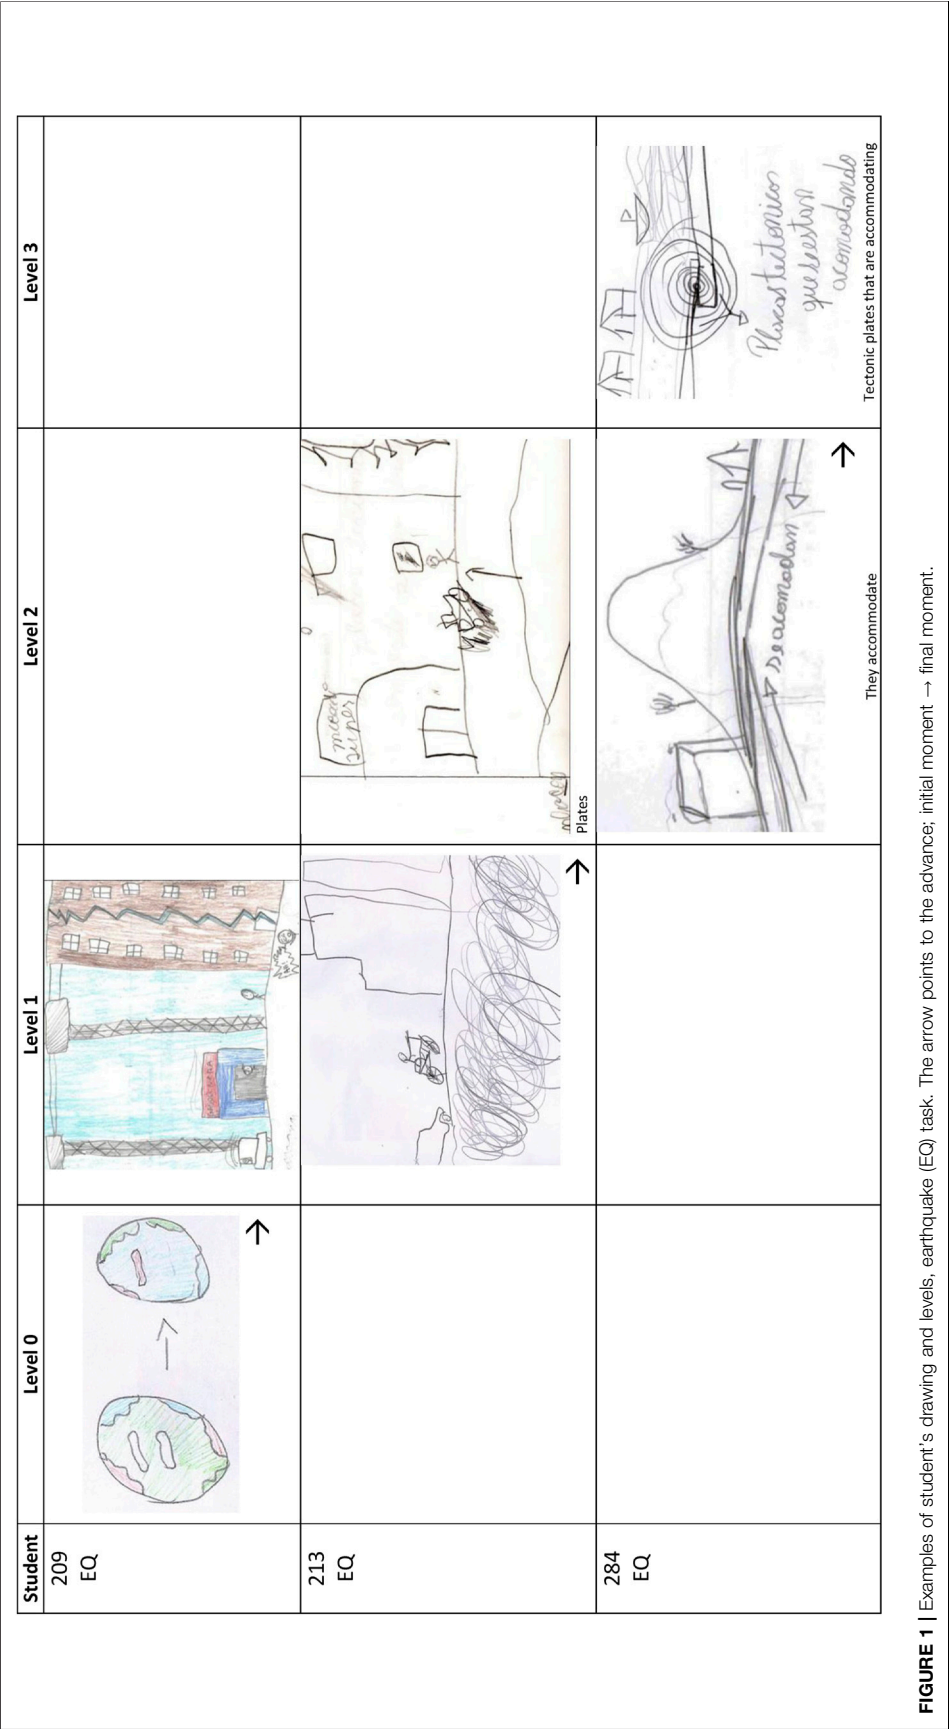 Student
Level 0
Level 1
Level 2
Level 3
209
EQ
213
EQ
Plates
284
EQ
se acomodan
They accommodate
Placas tectonicas
que se estan
acomodando
Tectonic plates that are accommodating
FIGURE 1 | Examples of student's drawing and levels, earthquake (EQ) task. The arrow points to the advance; initial moment → final moment.